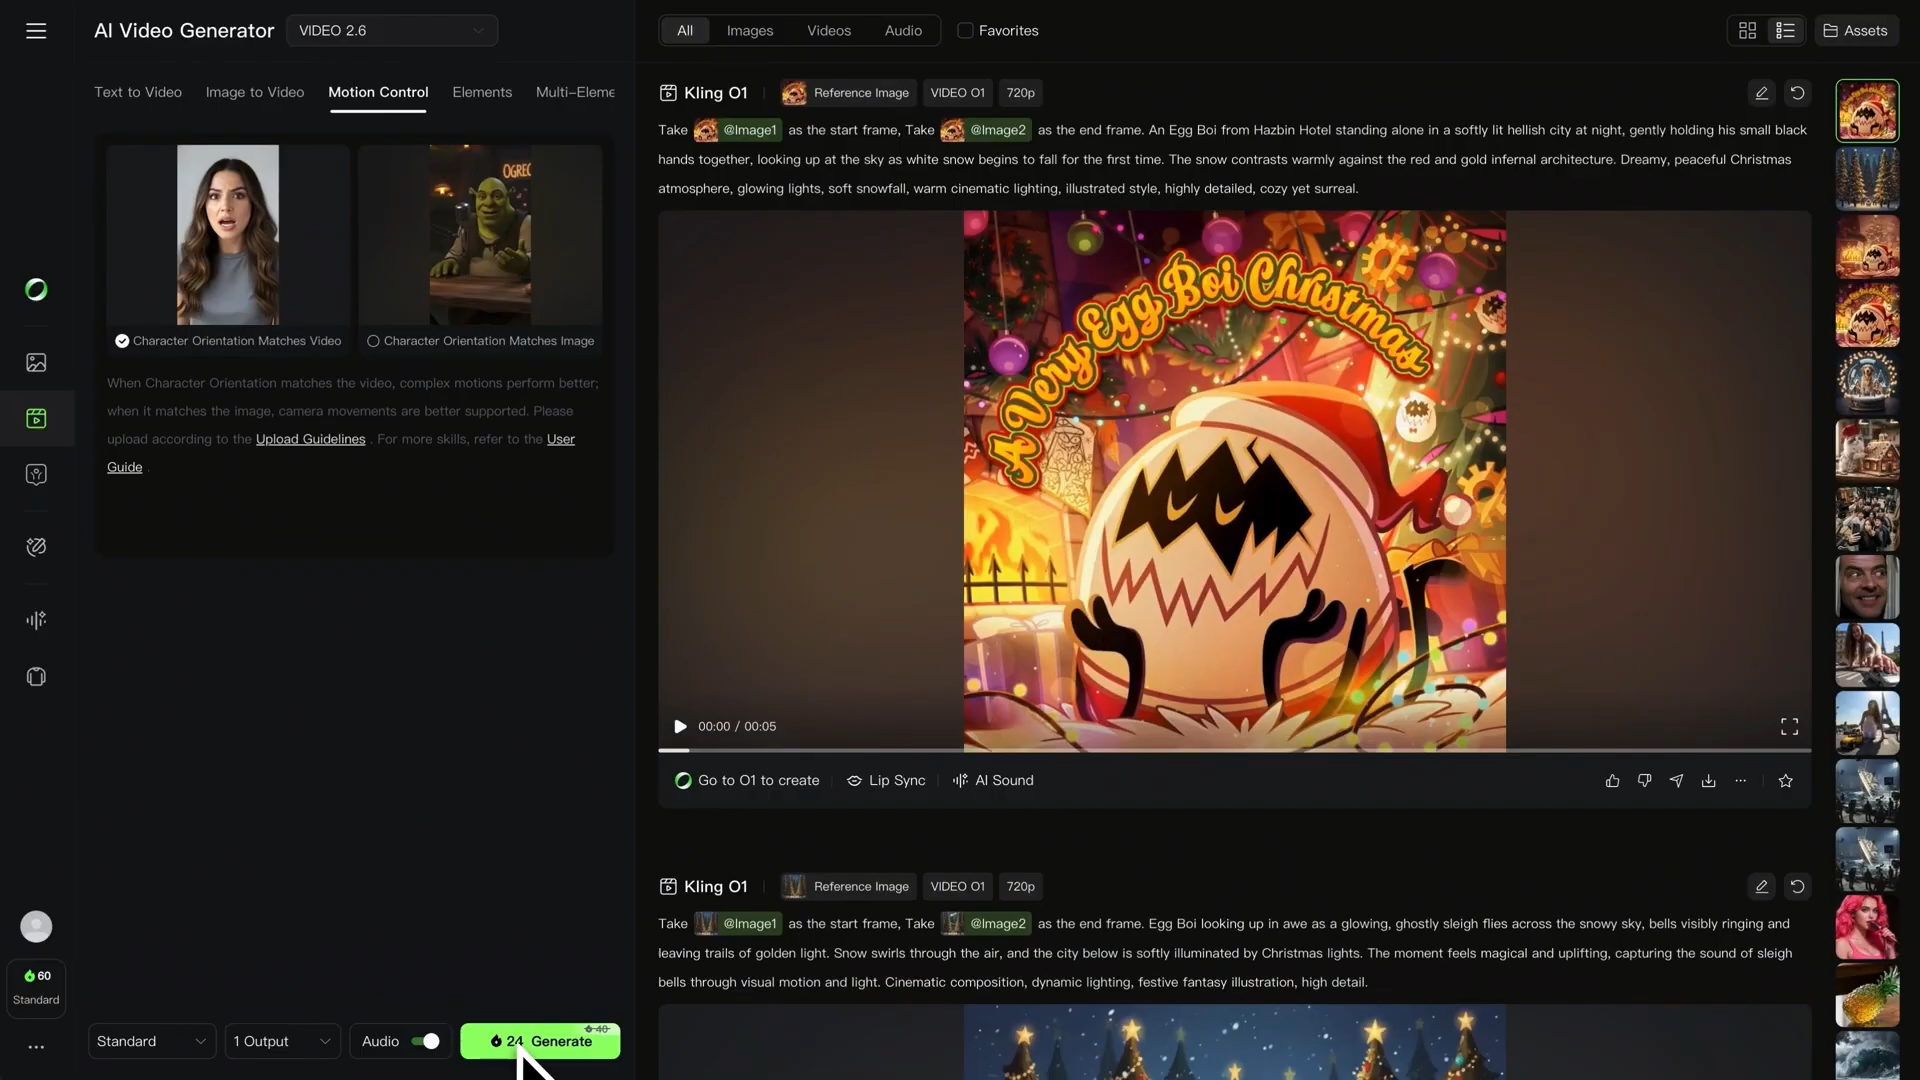 AI Video Generator
VIDEO 2.6
All
Images
Videos
Audio
Favorites
Assets
Text to Video
Image to Video
Motion Control
Elements
Multi-Eleme
OGRE
Character Orientation Matches Video
Character Orientation Matches Image
When Character Orientation matches the video, complex motions perform better;
when it matches the image, camera movements are better supported. Please
upload according to the Upload Guidelines . For more skills, refer to the User
Guide .
60
Standard
Standard
1 Output
Audio
40
24 Generate
Kling O1
Reference Image
VIDEO O1
720p
Take @Image1 as the start frame, Take @Image2 as the end frame. An Egg Boi from Hazbin Hotel standing alone in a softly lit hellish city at night, gently holding his small black
hands together, looking up at the sky as white snow begins to fall for the first time. The snow contrasts warmly against the red and gold infernal architecture. Dreamy, peaceful Christmas
atmosphere, glowing lights, soft snowfall, warm cinematic lighting, illustrated style, highly detailed, cozy yet surreal.
A Very Egg Boi Christmas
00:00 / 00:05
Go to O1 to create
Lip Sync
AI Sound
Kling O1
Reference Image
VIDEO O1
720p
Take @Image1 as the start frame, Take @Image2 as the end frame. Egg Boi looking up in awe as a glowing, ghostly sleigh flies across the snowy sky, bells visibly ringing and
leaving trails of golden light. Snow swirls through the air, and the city below is softly illuminated by Christmas lights. The moment feels magical and uplifting, capturing the sound of sleigh
bells through visual motion and light. Cinematic composition, dynamic lighting, festive fantasy illustration, high detail.